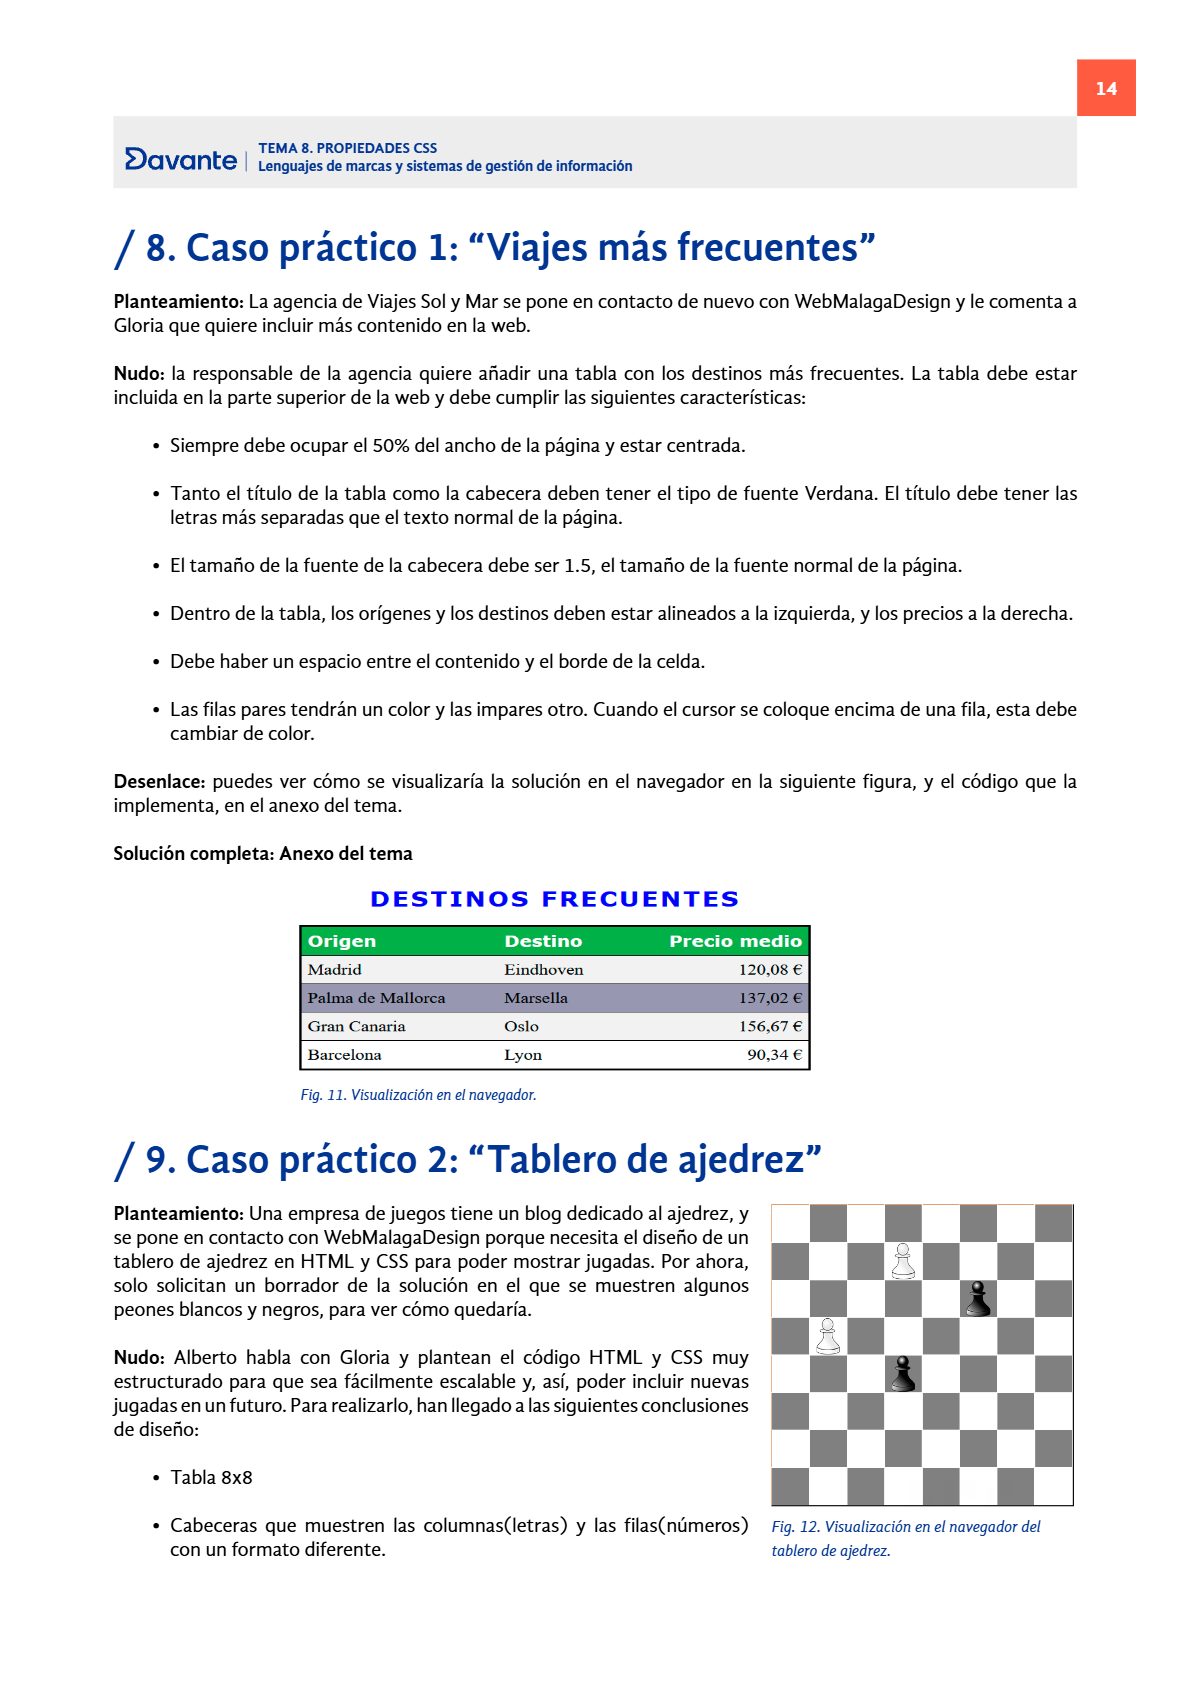 14
Davante
TEMA 8. PROPIEDADES CSS
Lenguajes de marcas y sistemas de gestión de información
/ 8. Caso práctico 1: “Viajes más frecuentes”
Planteamiento: La agencia de Viajes Sol y Mar se pone en contacto de nuevo con WebMalagaDesign y le comenta a
Gloria que quiere incluir más contenido en la web.
Nudo: la responsable de la agencia quiere añadir una tabla con los destinos más frecuentes. La tabla debe estar
incluida en la parte superior de la web y debe cumplir las siguientes características:
• Siempre debe ocupar el 50% del ancho de la página y estar centrada.
• Tanto el título de la tabla como la cabecera deben tener el tipo de fuente Verdana. El título debe tener las
letras más separadas que el texto normal de la página.
• El tamaño de la fuente de la cabecera debe ser 1.5, el tamaño de la fuente normal de la página.
• Dentro de la tabla, los orígenes y los destinos deben estar alineados a la izquierda, y los precios a la derecha.
• Debe haber un espacio entre el contenido y el borde de la celda.
• Las filas pares tendrán un color y las impares otro. Cuando el cursor se coloque encima de una fila, esta debe
cambiar de color.
Desenlace: puedes ver cómo se visualizaría la solución en el navegador en la siguiente figura, y el código que la
implementa, en el anexo del tema.
Solución completa: Anexo del tema
DESTINOS FRECUENTES
Origen Destino Precio medio
Madrid Eindhoven 120,08 €
Palma de Mallorca Marsella 137,02 €
Gran Canaria Oslo 156,67 €
Barcelona Lyon 90,34 €
Fig. 11. Visualización en el navegador.
/ 9. Caso práctico 2: “Tablero de ajedrez”
Planteamiento: Una empresa de juegos tiene un blog dedicado al ajedrez, y
se pone en contacto con WebMalagaDesign porque necesita el diseño de un
tablero de ajedrez en HTML y CSS para poder mostrar jugadas. Por ahora,
solo solicitan un borrador de la solución en el que se muestren algunos
peones blancos y negros, para ver cómo quedaría.
Nudo: Alberto habla con Gloria y plantean el código HTML y CSS muy
estructurado para que sea fácilmente escalable y, así, poder incluir nuevas
jugadas en un futuro. Para realizarlo, han llegado a las siguientes conclusiones
de diseño:
• Tabla 8x8
• Cabeceras que muestren las columnas(letras) y las filas(números)
con un formato diferente.
Fig. 12. Visualización en el navegador del
tablero de ajedrez.